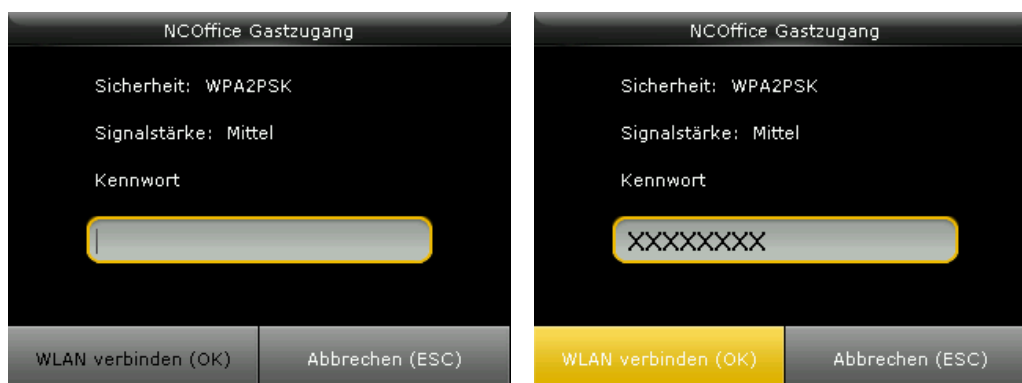 NCOffice Gastzugang
Sicherheit: WPA2PSK
Signalstärke: Mittel
Kennwort
WLAN verbinden (OK)
Abbrechen (ESC)
NCOffice Gastzugang
Sicherheit: WPA2PSK
Signalstärke: Mittel
Kennwort
XXXXXXXX
WLAN verbinden (OK)
Abbrechen (ESC)